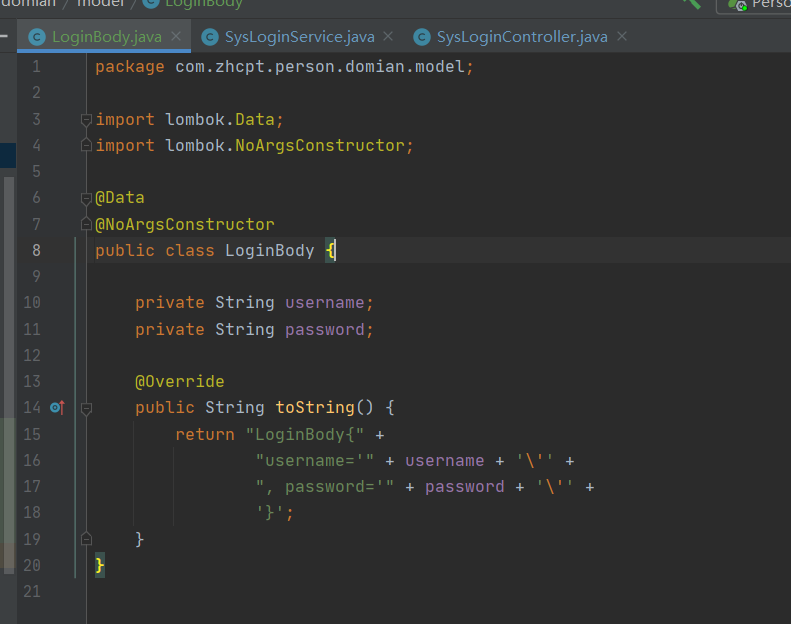 domian / model / LoginBody Perso
LoginBody.java SysLoginService.java SysLoginController.java
1 package com.zhcpt.person.domian.model;
2
3 import lombok.Data;
4 import lombok.NoArgsConstructor;
5
6 @Data
7 @NoArgsConstructor
8 public class LoginBody {
9
10 private String username;
11 private String password;
12
13 @Override
14 public String toString() {
15 return "LoginBody{" +
16 "username='" + username + '\'' +
17 ", password='" + password + '\'' +
18 '}';
19 }
20 }
21